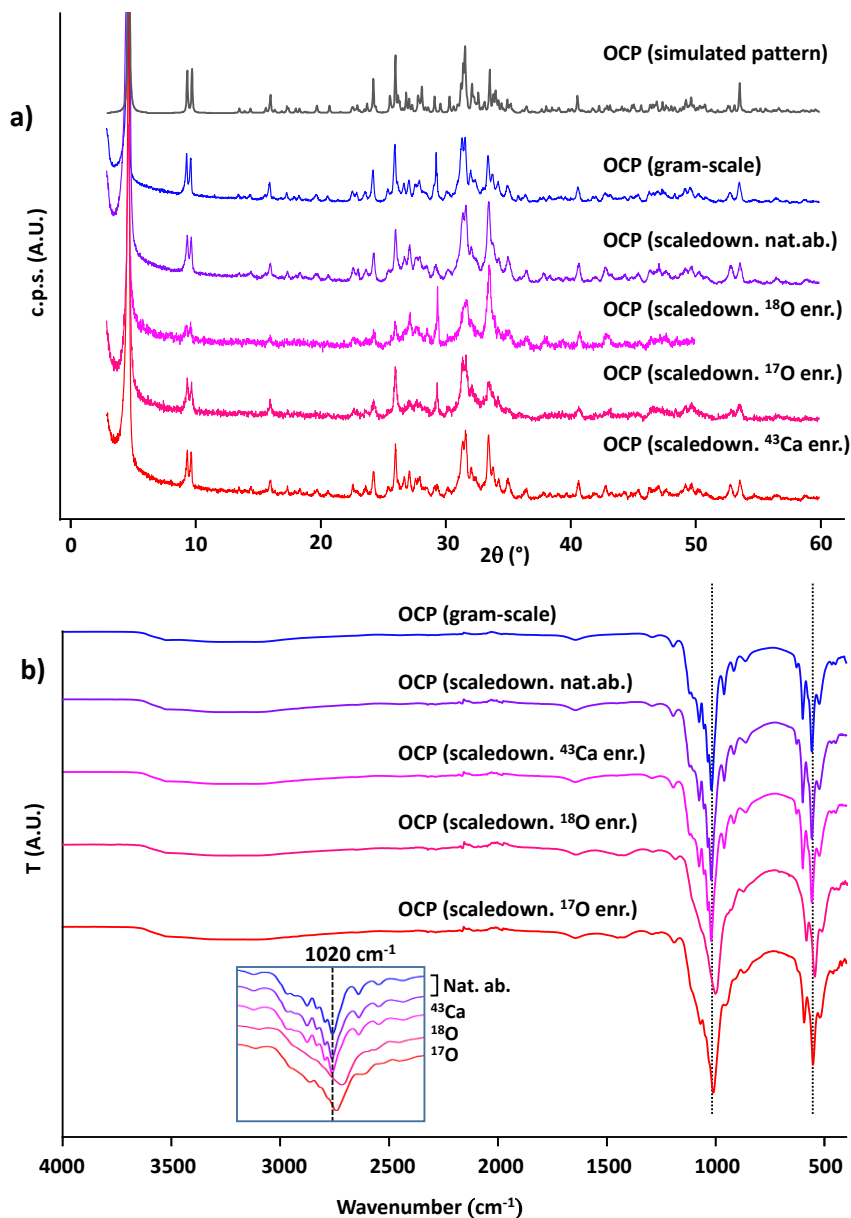 a)
c.p.s. (A.U.)
OCP (simulated pattern)
OCP (gram-scale)
OCP (scaledown. nat.ab.)
OCP (scaledown. ¹⁸O enr.)
OCP (scaledown. ¹⁷O enr.)
OCP (scaledown. ⁴³Ca enr.)
0 10 20 30 40 50 60
2θ (°)
b)
T (A.U.)
OCP (gram-scale)
OCP (scaledown. nat.ab.)
OCP (scaledown. ⁴³Ca enr.)
OCP (scaledown. ¹⁸O enr.)
OCP (scaledown. ¹⁷O enr.)
1020 cm⁻¹
Nat. ab.
⁴³Ca
¹⁸O
¹⁷O
4000 3500 3000 2500 2000 1500 1000 500
Wavenumber (cm⁻¹)